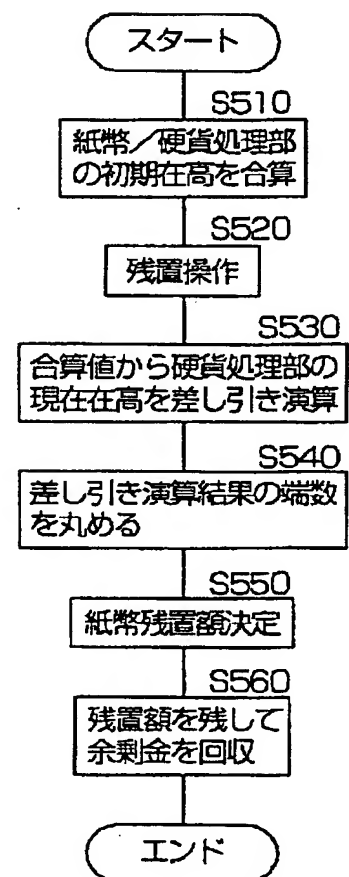 スタート
S510
紙幣／硬貨処理部
の初期在高を合算
S520
残置操作
S530
合算値から硬貨処理部の
現在在高を差し引き演算
S540
差し引き演算結果の端数
を丸める
S550
紙幣残置額決定
S560
残置額を残して
余剰金を回収
エンド